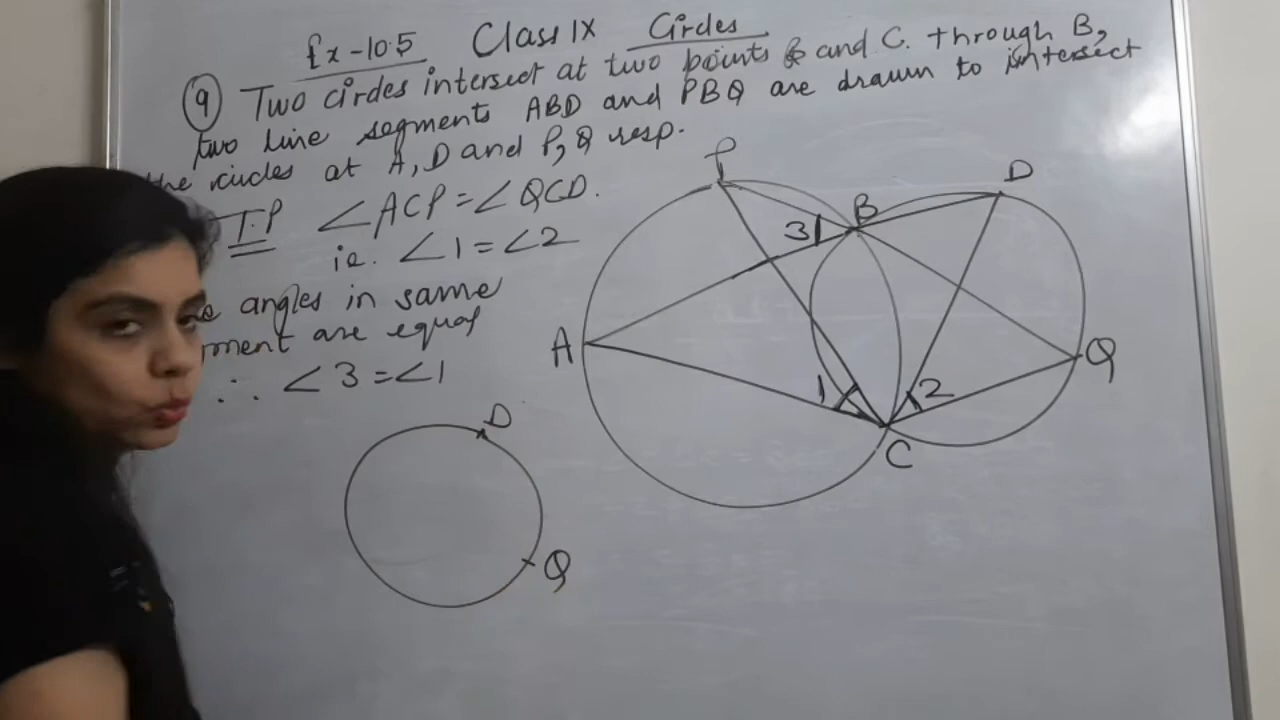 Ex-10.5 Class IX Circles
(9) Two circles intersect at two points B and C. Through B,
two line segments ABD and PBQ are drawn to intersect
the circles at A, D and P, Q resp.
T.P ∠ACP = ∠QCD.
ie. ∠1 = ∠2
angles in same
are equal
∴ ∠3 = ∠1
P
D
B
3
A
Q
1
2
C
D
Q